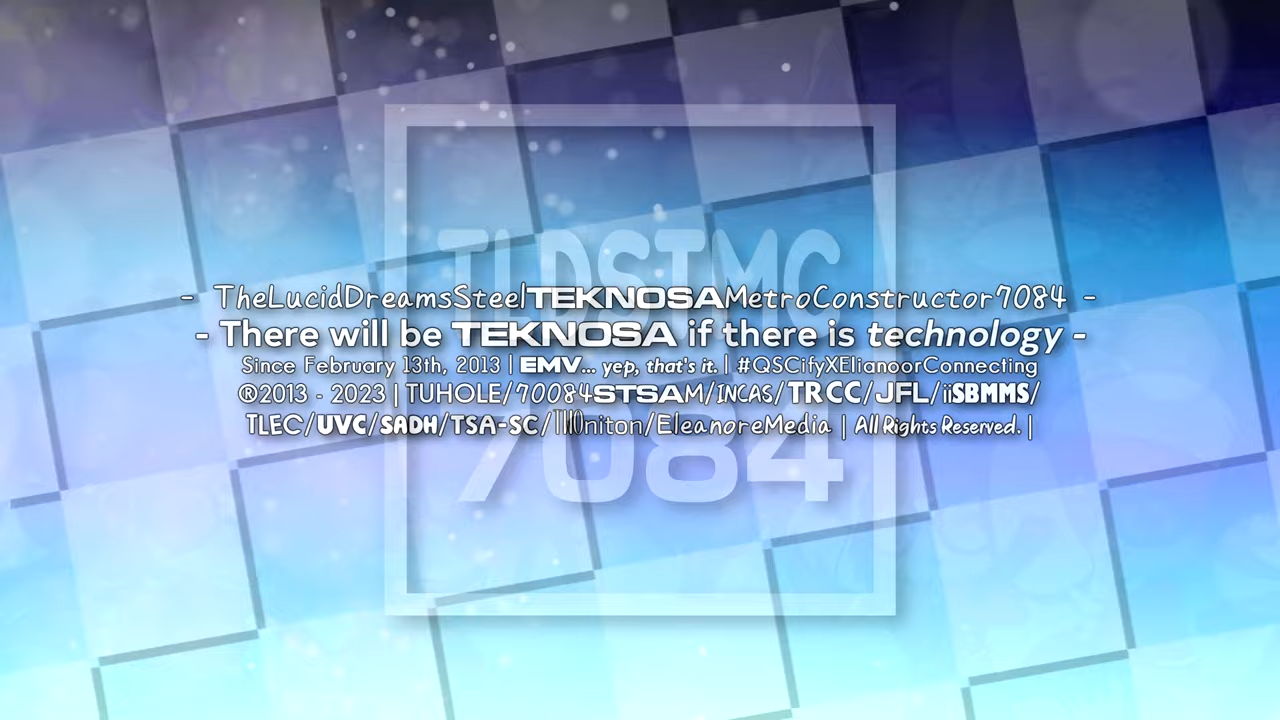 TLDSTMC
- TheLucidDreamsSteelTEKNOSAMetroConstructor7084 -
- There will be TEKNOSA if there is technology -
Since February 13th, 2013 | EMV... yep, that's it. | #QSCifyXElianoorConnecting
®2013 - 2023 | TUHOLE/70084STSAM/INCAS/TRCC/JFL/iiSBMMS/
TLEC/UVC/SADH/TSA-SC/ /EleanoreMedia | All Rights Reserved. |
7084